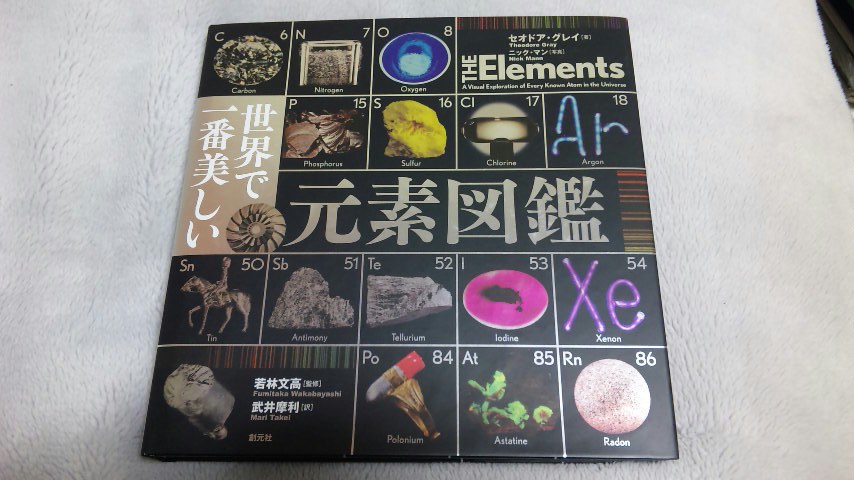 C 6
Carbon
N 7
Nitrogen
O 8
Oxygen
セオドア・グレイ[著]
Theodore Gray
ニック・マン[写真]
Nick Mann
THE Elements
A Visual Exploration of Every Known Atom in the Universe
世界で
一番美しい
P 15
Phosphorus
S 16
Sulfur
Cl 17
Chlorine
18
Ar
Argon
元素図鑑
Sn 50
Tin
Sb 51
Antimony
Te 52
Tellurium
I 53
Iodine
54
Xe
Xenon
若林文高[監修]
Fumitaka Wakabayashi
武井摩利[訳]
Mari Takei
創元社
Po 84
Polonium
At 85
Astatine
Rn 86
Radon